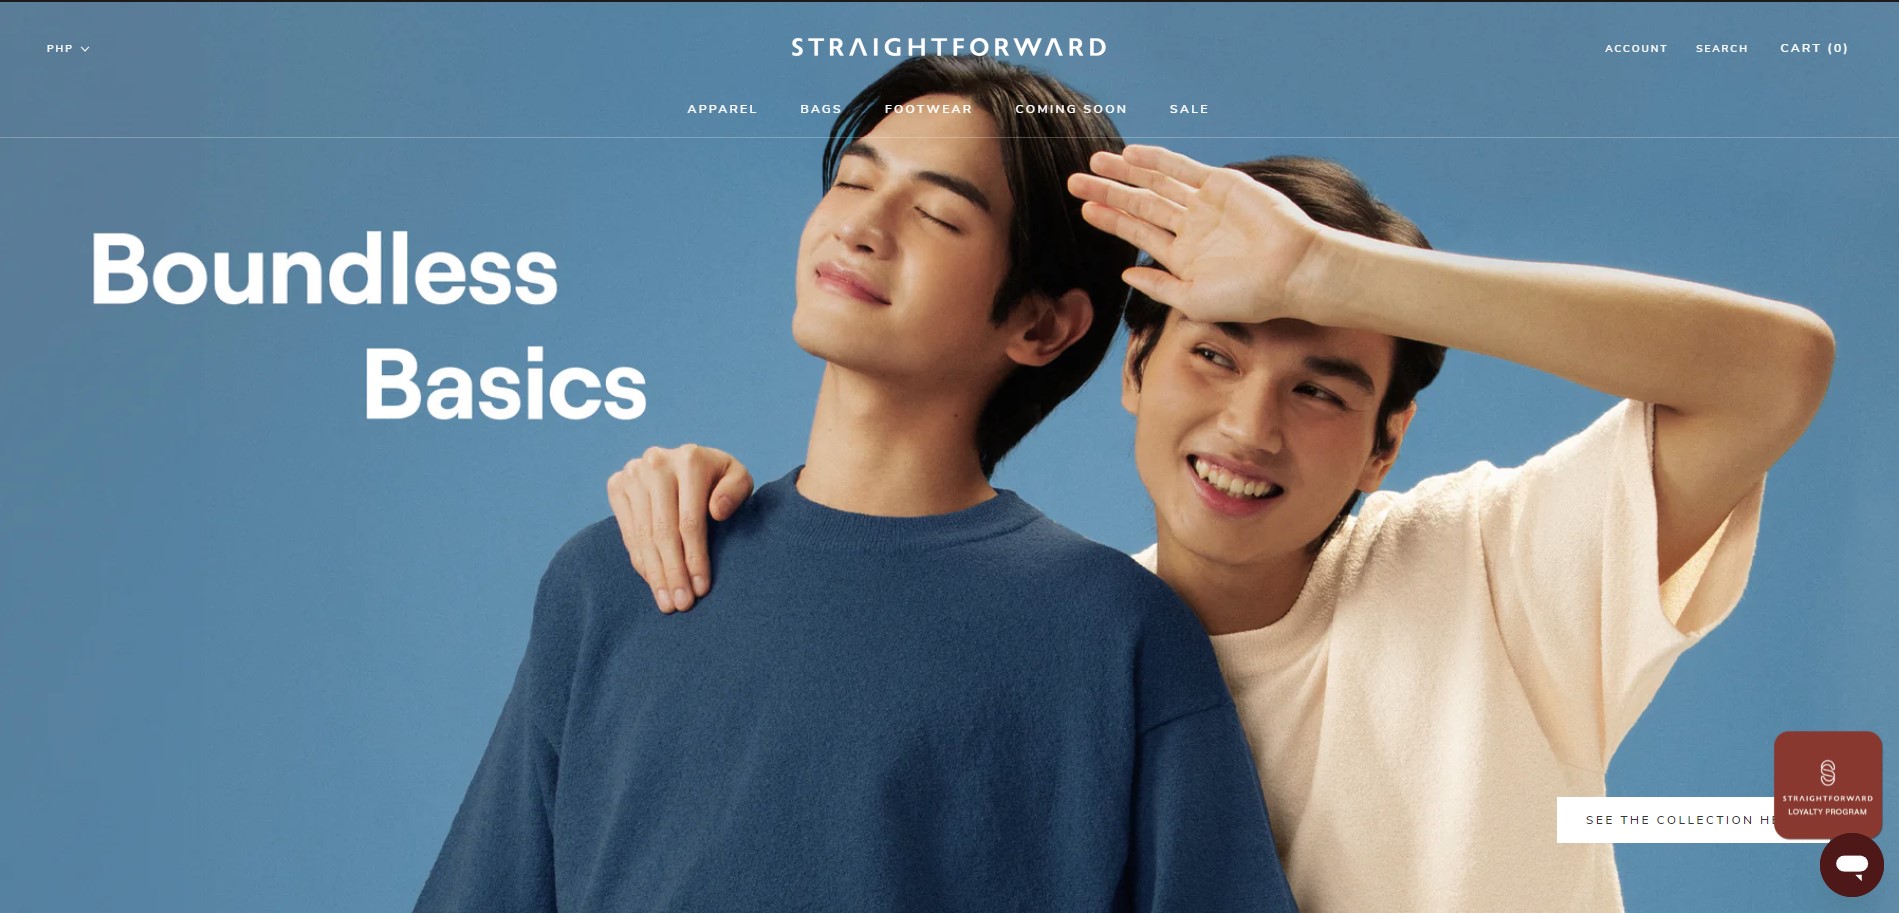 PHP
STRAIGHTFORWARD
ACCOUNT
SEARCH
CART (0)
APPAREL
BAGS
FOOTWEAR
COMING SOON
SALE
Boundless
Basics
SEE THE COLLECTION
STRAIGHTFORWARD
LOYALTY PROGRAM